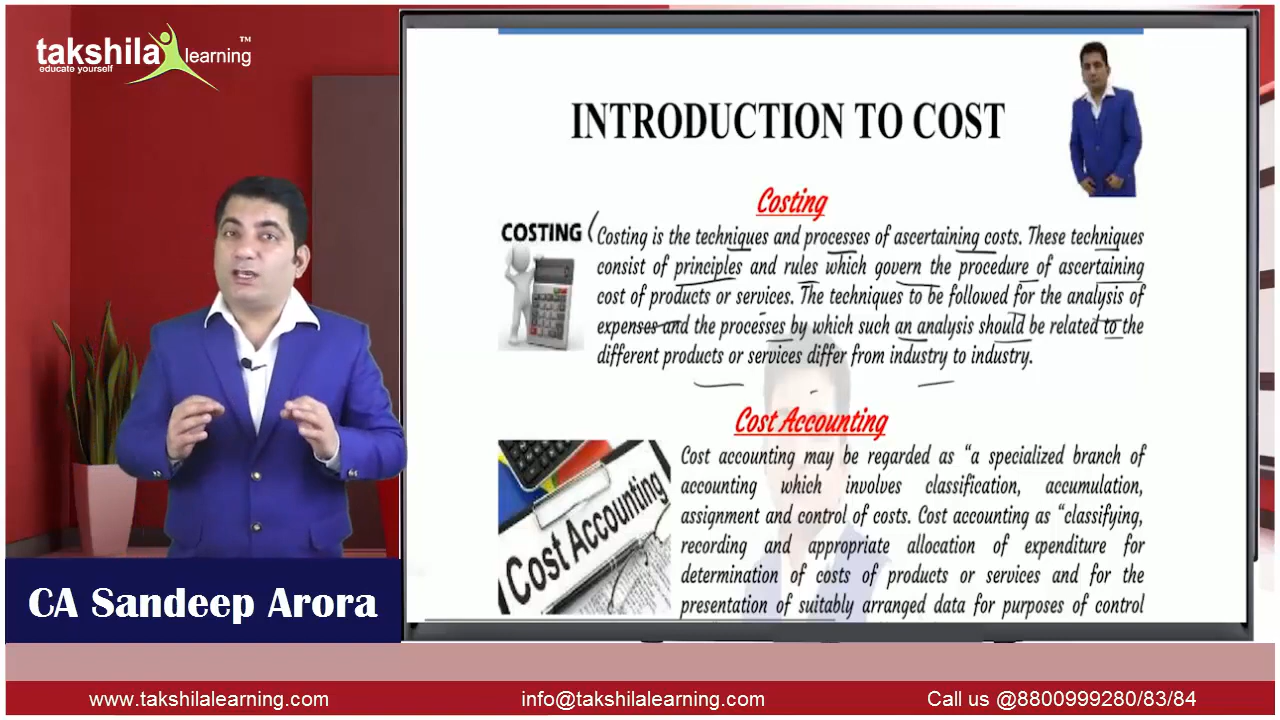 takshila learning™
educate yourself
INTRODUCTION TO COST
Costing
COSTING
Costing is the techniques and processes of ascertaining costs. These techniques
consist of principles and rules which govern the procedure of ascertaining
cost of products or services. The techniques to be followed for the analysis of
expenses and the processes by which such an analysis should be related to the
different products or services differ from industry to industry.
Cost Accounting
Cost Accounting
Cost accounting may be regarded as “a specialized branch of
accounting which involves classification, accumulation,
assignment and control of costs. Cost accounting as “classifying,
recording and appropriate allocation of expenditure for
determination of costs of products or services and for the
presentation of suitably arranged data for purposes of control
CA Sandeep Arora
www.takshilalearning.com
info@takshilalearning.com
Call us @8800999280/83/84